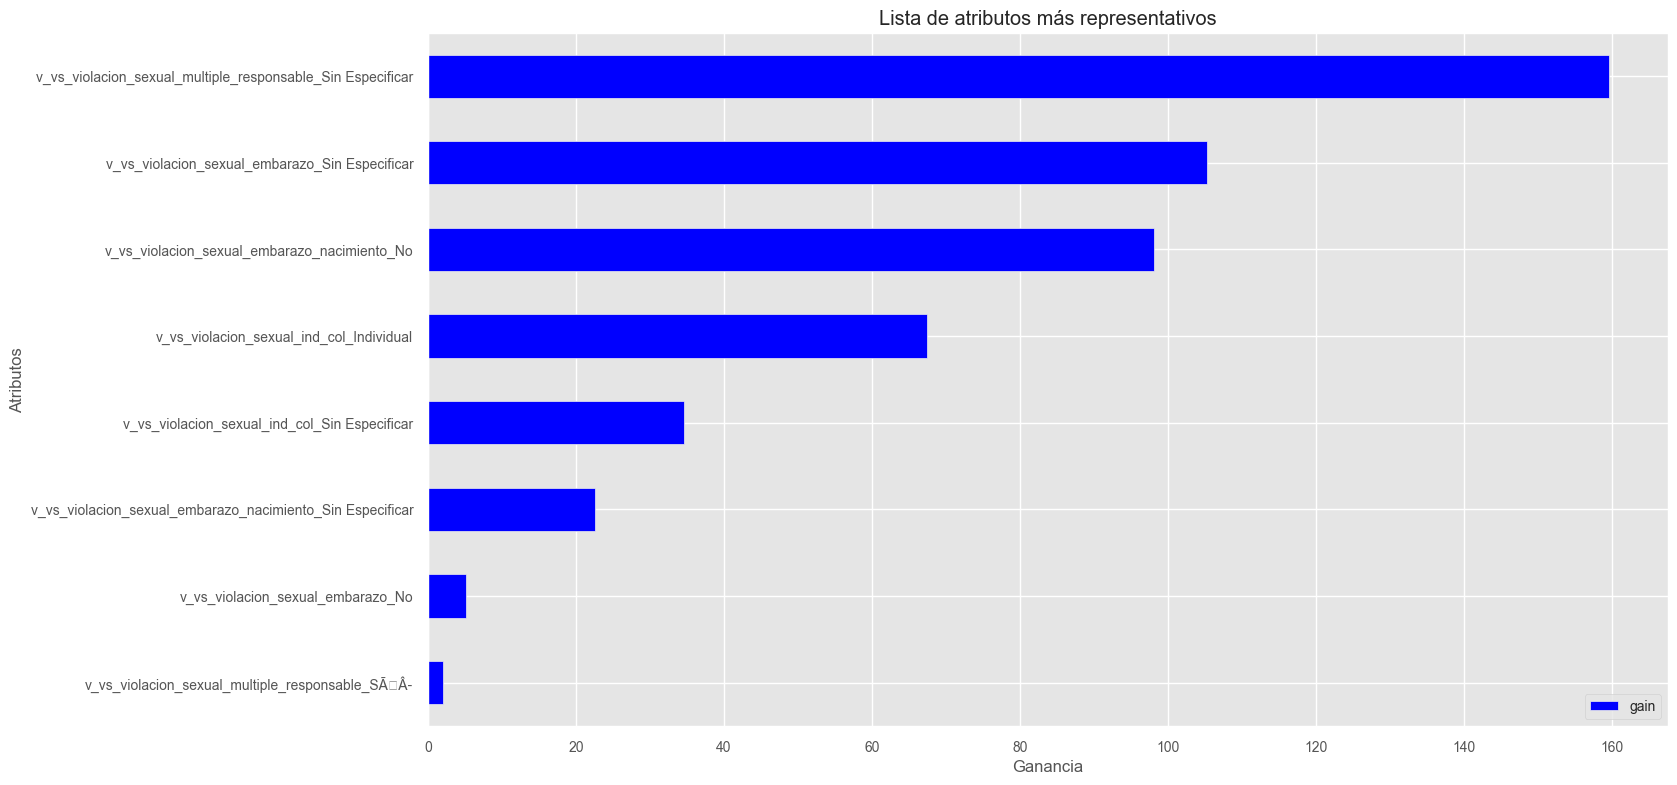 Lista de atributos más representativos
v_vs_violacion_sexual_multiple_responsable_Sin Especificar
v_vs_violacion_sexual_embarazo_Sin Especificar
v_vs_violacion_sexual_embarazo_nacimiento_No
v_vs_violacion_sexual_ind_col_Individual
v_vs_violacion_sexual_ind_col_Sin Especificar
v_vs_violacion_sexual_embarazo_nacimiento_Sin Especificar
v_vs_violacion_sexual_embarazo_No
v_vs_violacion_sexual_multiple_responsable_SÃ□Â-
Atributos
gain
0 20 40 60 80 100 120 140 160
Ganancia